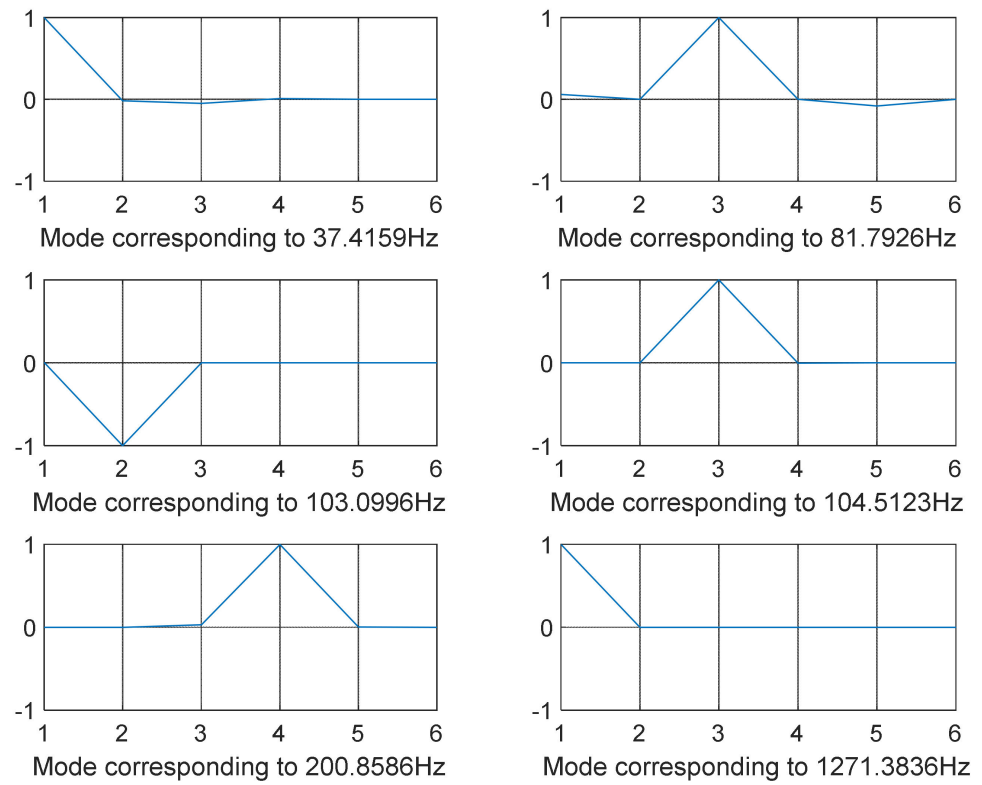 1
0
-1
1 2 3 4 5 6
Mode corresponding to 37.4159Hz
1
0
-1
1 2 3 4 5 6
Mode corresponding to 81.7926Hz
1
0
-1
1 2 3 4 5 6
Mode corresponding to 103.0996Hz
1
0
-1
1 2 3 4 5 6
Mode corresponding to 104.5123Hz
1
0
-1
1 2 3 4 5 6
Mode corresponding to 200.8586Hz
1
0
-1
1 2 3 4 5 6
Mode corresponding to 1271.3836Hz